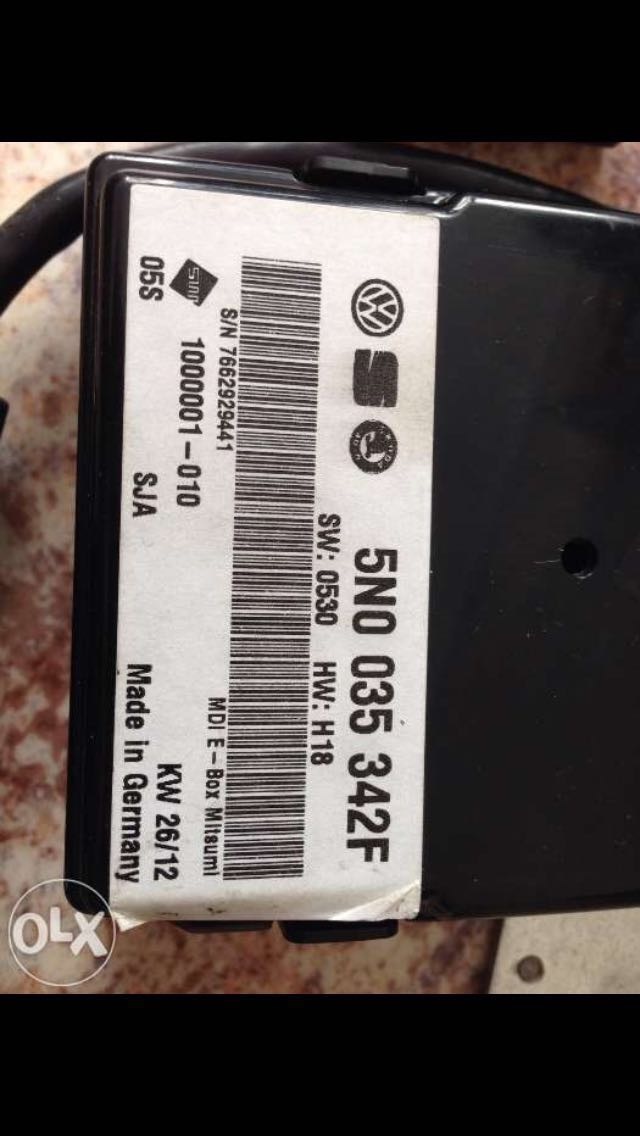 5N0 035 342F
SW: 0530 HW: H18
MDI E-Box Mitsumi
S/N 7662929441
1000001-010
KW 26/12
05S
SJA
Made in Germany
OLX